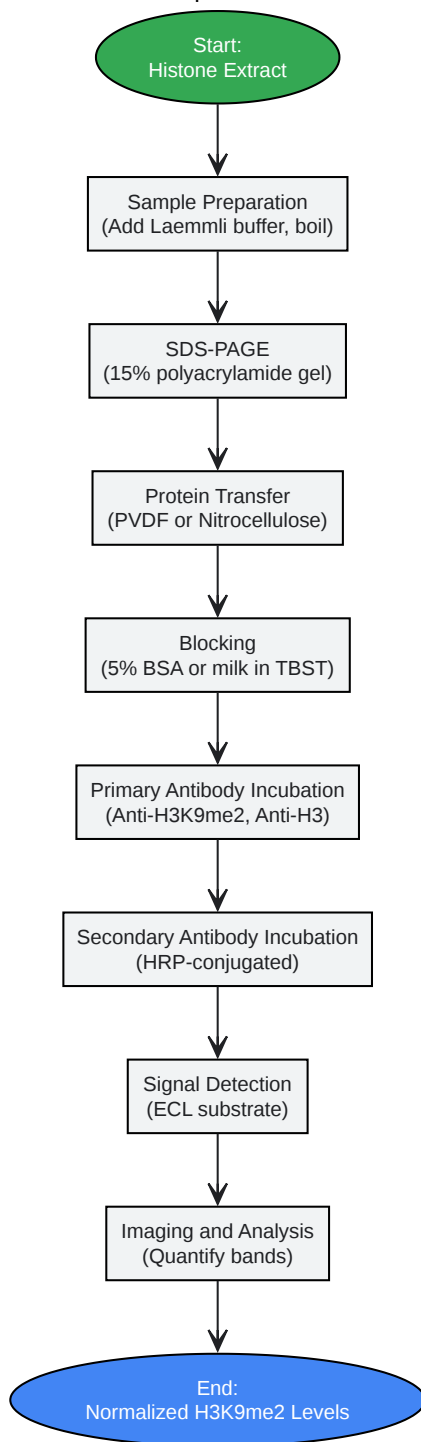 Start:
Histone Extract
Sample Preparation
(Add Laemmli buffer, boil)
SDS-PAGE
(15% polyacrylamide gel)
Protein Transfer
(PVDF or Nitrocellulose)
Blocking
(5% BSA or milk in TBST)
Primary Antibody Incubation
(Anti-H3K9me2, Anti-H3)
Secondary Antibody Incubation
(HRP-conjugated)
Signal Detection
(ECL substrate)
Imaging and Analysis
(Quantify bands)
End:
Normalized H3K9me2 Levels